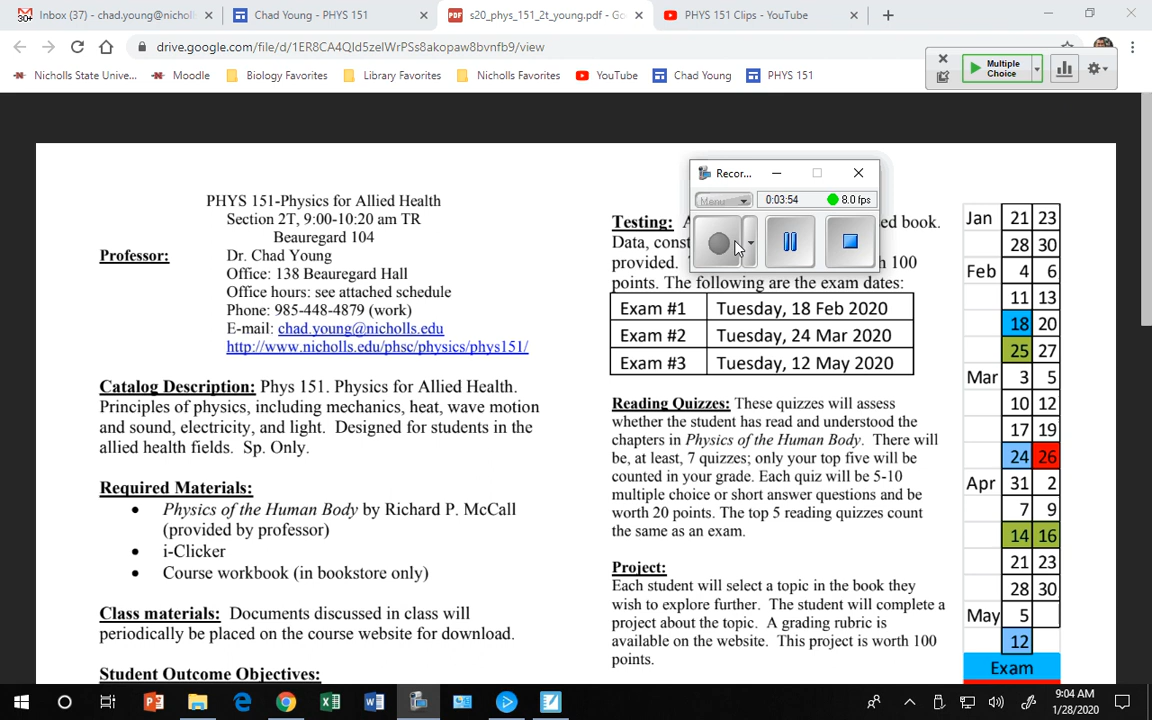 Inbox (37) - chad.young@nicholl
Chad Young - PHYS 151
s20_phys_151_2t_young.pdf - Go
PHYS 151 Clips - YouTube
drive.google.com/file/d/1ER8CA4QId5zelWrPSs8akopaw8bvnfb9/view
Nicholls State Unive...
Moodle
Biology Favorites
Library Favorites
Nicholls Favorites
YouTube
Chad Young
PHYS 151
Multiple
Choice
Recor...
Menu
0:03:54
8.0 fps
PHYS 151-Physics for Allied Health
Section 2T, 9:00-10:20 am TR
Beauregard 104
Professor: Dr. Chad Young
Office: 138 Beauregard Hall
Office hours: see attached schedule
Phone: 985-448-4879 (work)
E-mail: chad.young@nicholls.edu
http://www.nicholls.edu/phsc/physics/phys151/
Catalog Description: Phys 151. Physics for Allied Health.
Principles of physics, including mechanics, heat, wave motion
and sound, electricity, and light. Designed for students in the
allied health fields. Sp. Only.
Required Materials:
• Physics of the Human Body by Richard P. McCall
(provided by professor)
• i-Clicker
• Course workbook (in bookstore only)
Class materials: Documents discussed in class will
periodically be placed on the course website for download.
Student Outcome Objectives:
Testing: ed book.
Data, const
provided. h 100
points. The following are the exam dates:
Exam #1 Tuesday, 18 Feb 2020
Exam #2 Tuesday, 24 Mar 2020
Exam #3 Tuesday, 12 May 2020
Reading Quizzes: These quizzes will assess
whether the student has read and understood the
chapters in Physics of the Human Body. There will
be, at least, 7 quizzes; only your top five will be
counted in your grade. Each quiz will be 5-10
multiple choice or short answer questions and be
worth 20 points. The top 5 reading quizzes count
the same as an exam.
Project:
Each student will select a topic in the book they
wish to explore further. The student will complete a
project about the topic. A grading rubric is
available on the website. This project is worth 100
points.
Jan 21 23
28 30
Feb 4 6
11 13
18 20
25 27
Mar 3 5
10 12
17 19
24 26
Apr 31 2
7 9
14 16
21 23
28 30
May 5
12
Exam
9:04 AM
1/28/2020